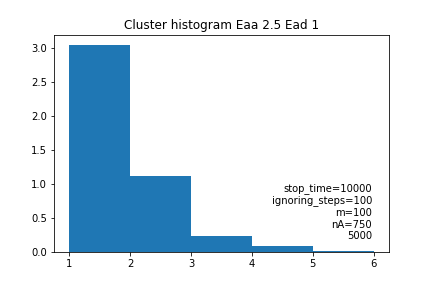 Cluster histogram Eaa 2.5 Ead 1
3.0
2.5
2.0
1.5
1.0
0.5
0.0
stop_time=10000
ignoring_steps=100
m=100
nA=750
5000
1 2 3 4 5 6